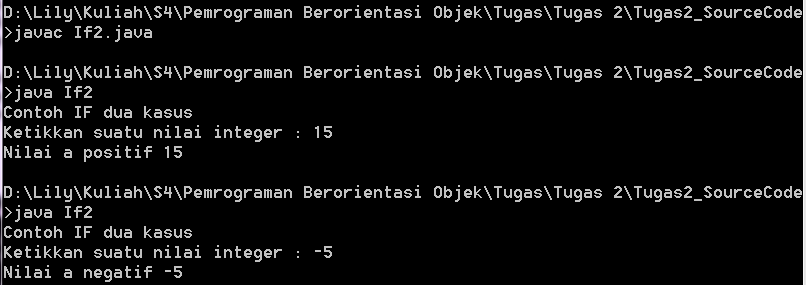 D:\Lily\Kuliah\S4\Pemrograman Berorientasi Objek\Tugas\Tugas 2\Tugas2_SourceCode
>javac If2.java
D:\Lily\Kuliah\S4\Pemrograman Berorientasi Objek\Tugas\Tugas 2\Tugas2_SourceCode
>java If2
Contoh IF dua kasus
Ketikkan suatu nilai integer : 15
Nilai a positif 15
D:\Lily\Kuliah\S4\Pemrograman Berorientasi Objek\Tugas\Tugas 2\Tugas2_SourceCode
>java If2
Contoh IF dua kasus
Ketikkan suatu nilai integer : -5
Nilai a negatif -5